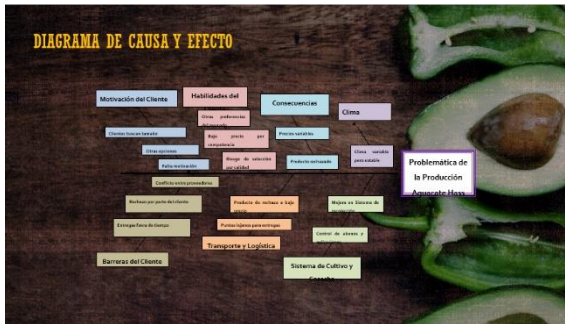 DIAGRAMA DE CAUSA Y EFECTO
Motivación del Cliente
Habilidades del
Consecuencias
Clima
Otras preferencias
Clientes buscan tamaño
Bajo precio por
competencia
Precios variables
Otras opciones
Riesgo de selección
por calidad
Producto rechazado
Clima variable
pero estable
Falta motivación
Problemática de
la Producción
Aguacate Hass
Conflicto entre proveedores
Rechazo por parte del cliente
Producto de rechazo a bajo
precio
Mejora en Sistema de
Entregas fuera de tiempo
Puntos lejanos para entregas
Control de abonos y
Transporte y Logística
Barreras del Cliente
Sistema de Cultivo y
Cosecha